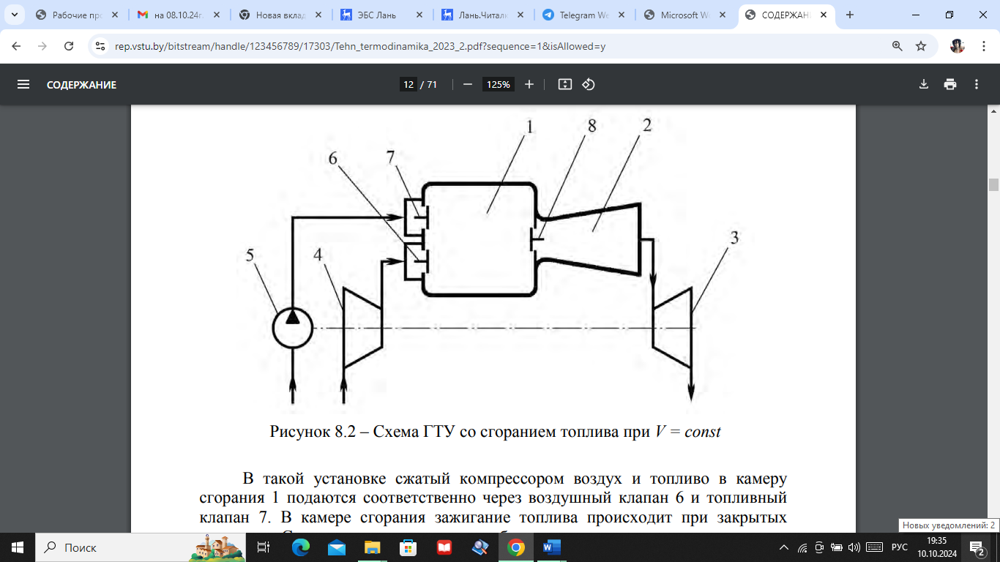 Рабочие про
на 08.10.24г.
Новая вклад
ЭБС Лань
Лань.Читал
Telegram We
Microsoft W
СОДЕРЖАН
rep.vstu.by/bitstream/handle/123456789/17303/Tehn_termodinamika_2023_2.pdf?sequence=1&isAllowed=y
СОДЕРЖАНИЕ
12 / 71
125%
1
8
2
6
7
5
4
3
Рисунок 8.2 – Схема ГТУ со сгоранием топлива при V = const
В такой установке сжатый компрессором воздух и топливо в камеру
сгорания 1 подаются соответственно через воздушный клапан 6 и топливный
клапан 7. В камере сгорания зажигание топлива происходит при закрытых
Новых уведомлений: 2
Поиск
W
РУС
19:35
10.10.2024
2